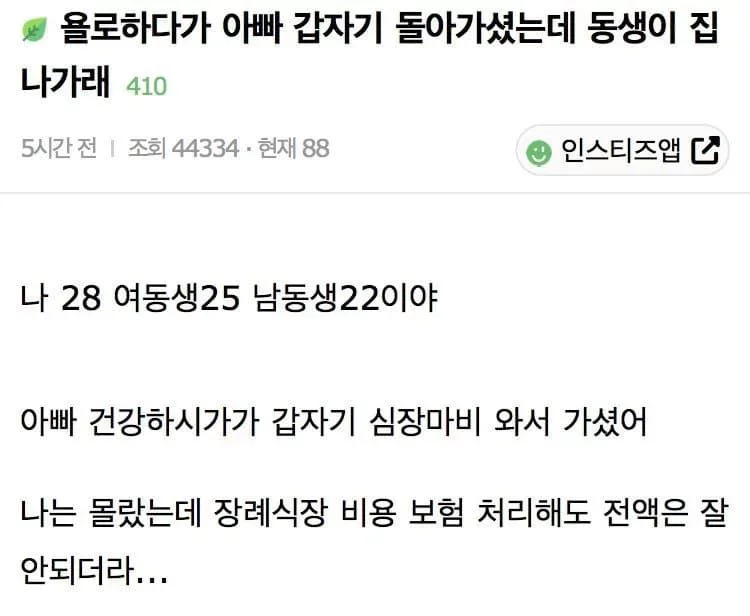 욜로하다가 아빠 갑자기 돌아가셨는데 동생이 집
나가래 410
5시간 전 | 조회 44334 · 현재 88
인스티즈앱
나 28 여동생25 남동생22이야
아빠 건강하시가가 갑자기 심장마비 와서 가셨어
나는 몰랐는데 장례식장 비용 보험 처리해도 전액은 잘
안되더라...